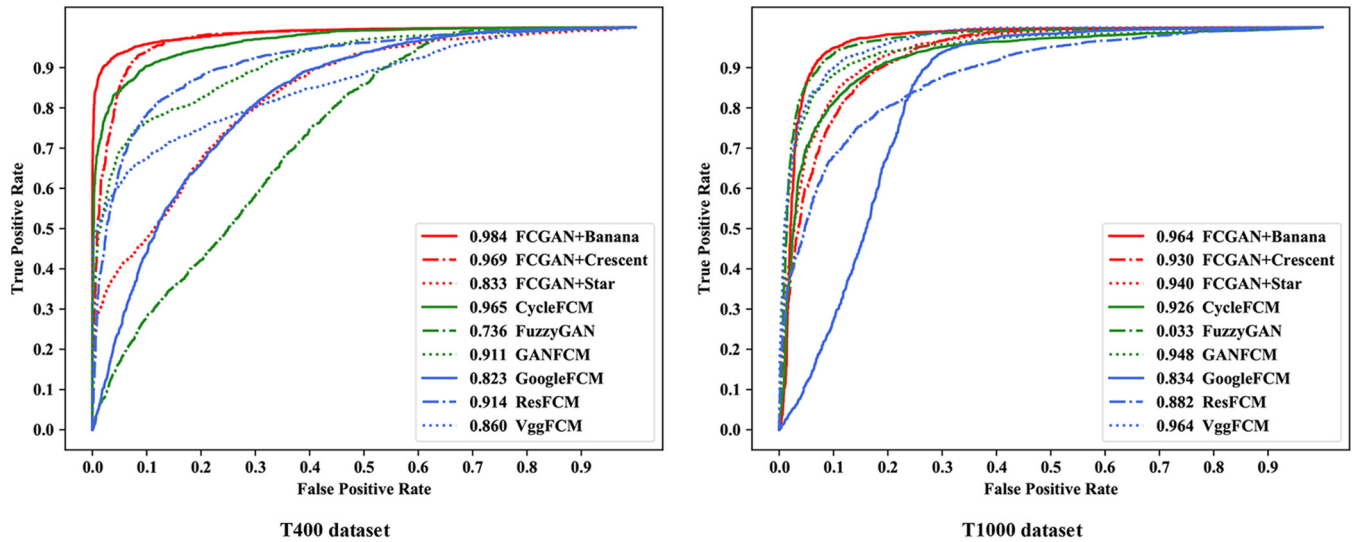 0.9
0.8
0.7
0.6
0.5
0.4
0.3
0.2
0.1
0.0
True Positive Rate
0.984 FCGAN+Banana
0.969 FCGAN+Crescent
0.833 FCGAN+Star
0.965 CycleFCM
0.736 FuzzyGAN
0.911 GANFCM
0.823 GoogleFCM
0.914 ResFCM
0.860 VggFCM
0.0 0.1 0.2 0.3 0.4 0.5 0.6 0.7 0.8 0.9
False Positive Rate
T400 dataset
0.9
0.8
0.7
0.6
0.5
0.4
0.3
0.2
0.1
0.0
True Positive Rate
0.964 FCGAN+Banana
0.930 FCGAN+Crescent
0.940 FCGAN+Star
0.926 CycleFCM
0.033 FuzzyGAN
0.948 GANFCM
0.834 GoogleFCM
0.882 ResFCM
0.964 VggFCM
0.0 0.1 0.2 0.3 0.4 0.5 0.6 0.7 0.8 0.9
False Positive Rate
T1000 dataset